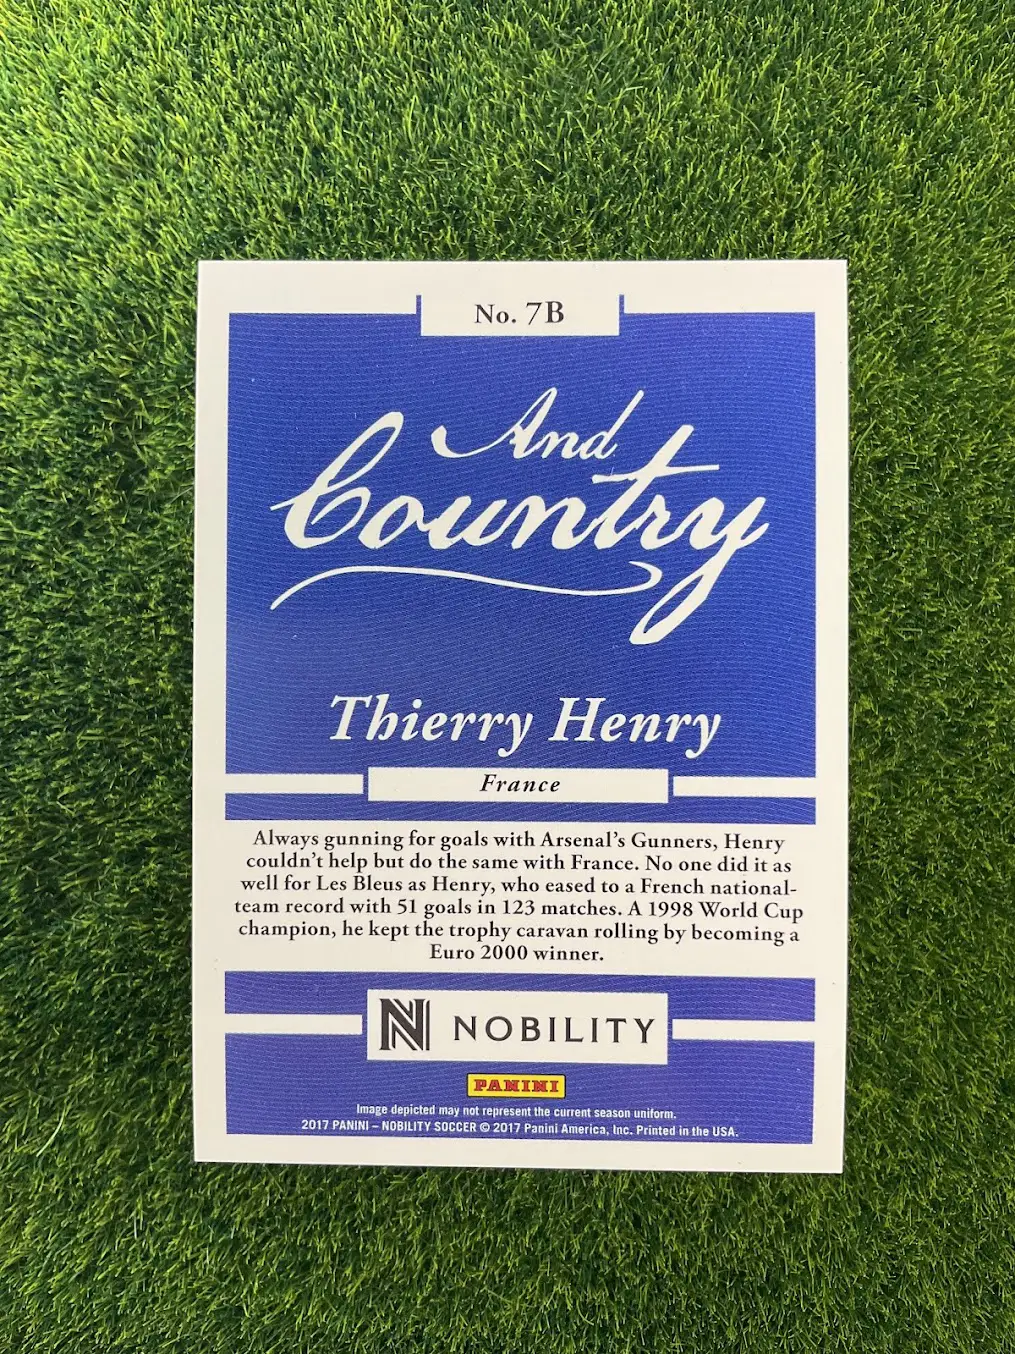 No. 7B
And
Country
Thierry Henry
France
Always gunning for goals with Arsenal's Gunners, Henry
couldn't help but do the same with France. No one did it as
well for Les Bleus as Henry, who eased to a French national-
team record with 51 goals in 123 matches. A 1998 World Cup
champion, he kept the trophy caravan rolling by becoming a
Euro 2000 winner.
N NOBILITY
PANINI
Image depicted may not represent the current season uniform.
2017 PANINI – NOBILITY SOCCER © 2017 Panini America, Inc. Printed in the USA.